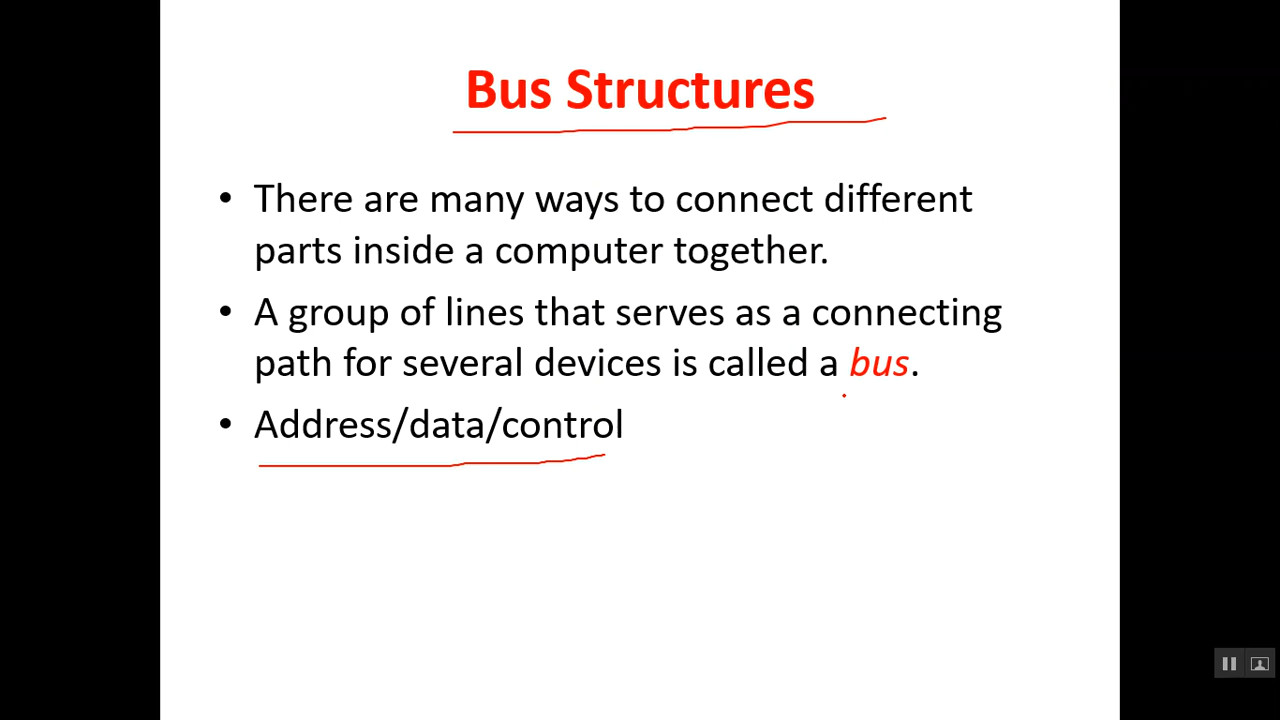 Bus Structures
• There are many ways to connect different
parts inside a computer together.
• A group of lines that serves as a connecting
path for several devices is called a bus.
• Address/data/control